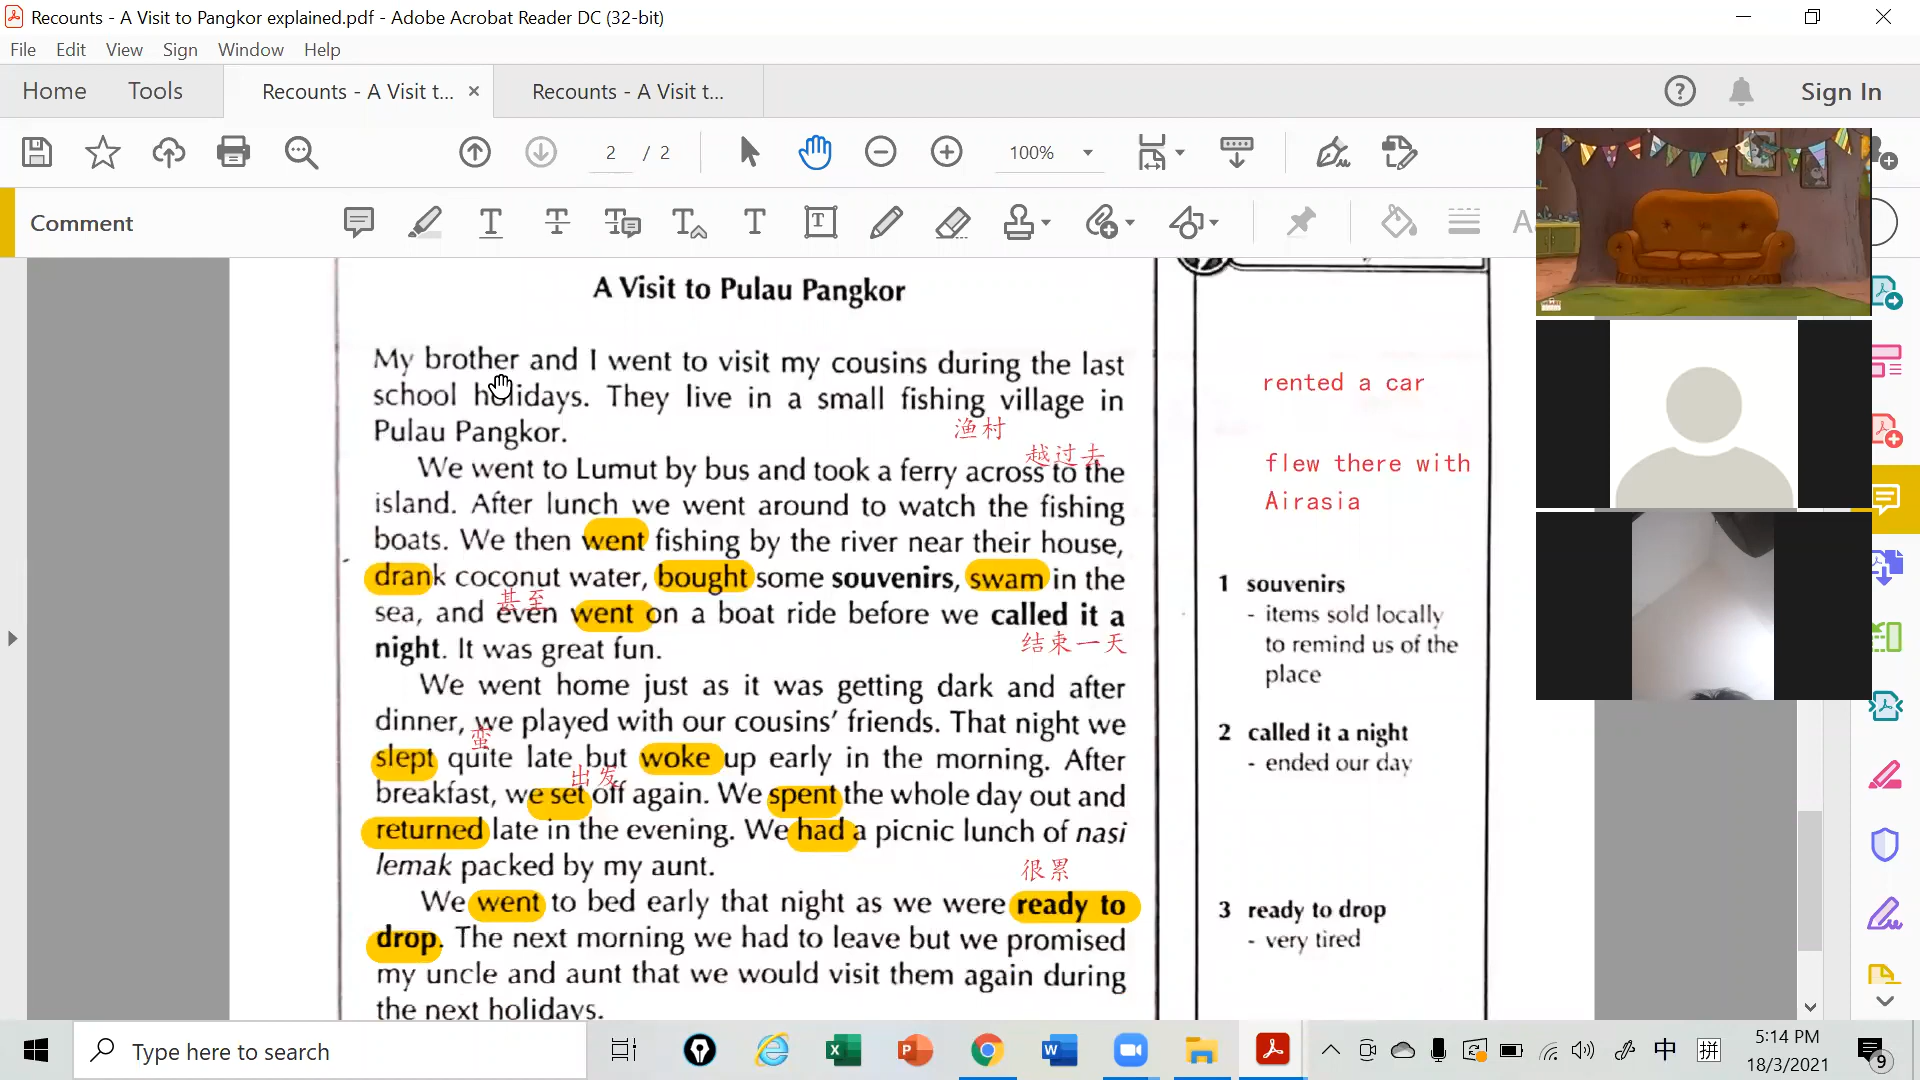 Recounts - A Visit to Pangkor explained.pdf - Adobe Acrobat Reader DC (32-bit)
File Edit View Sign Window Help
Home Tools Recounts - A Visit t... × Recounts - A Visit t... Sign In
2 / 2 100%
Comment
A Visit to Pulau Pangkor
My brother and I went to visit my cousins during the last
school holidays. They live in a small fishing village in
渔村
Pulau Pangkor.
越过去
We went to Lumut by bus and took a ferry across to the
island. After lunch we went around to watch the fishing
boats. We then went fishing by the river near their house,
drank coconut water, bought some souvenirs, swam in the
甚至
sea, and even went on a boat ride before we called it a
结束一天
night. It was great fun.
We went home just as it was getting dark and after
dinner, we played with our cousins' friends. That night we
蛮
slept quite late but woke up early in the morning. After
出发
breakfast, we set off again. We spent the whole day out and
returned late in the evening. We had a picnic lunch of nasi
lemak packed by my aunt.
很累
We went to bed early that night as we were ready to
drop. The next morning we had to leave but we promised
my uncle and aunt that we would visit them again during
the next holidays.
rented a car
flew there with
Airasia
1 souvenirs
- items sold locally
to remind us of the
place
2 called it a night
- ended our day
3 ready to drop
- very tired
Type here to search
中 拼
5:14 PM
18/3/2021
9